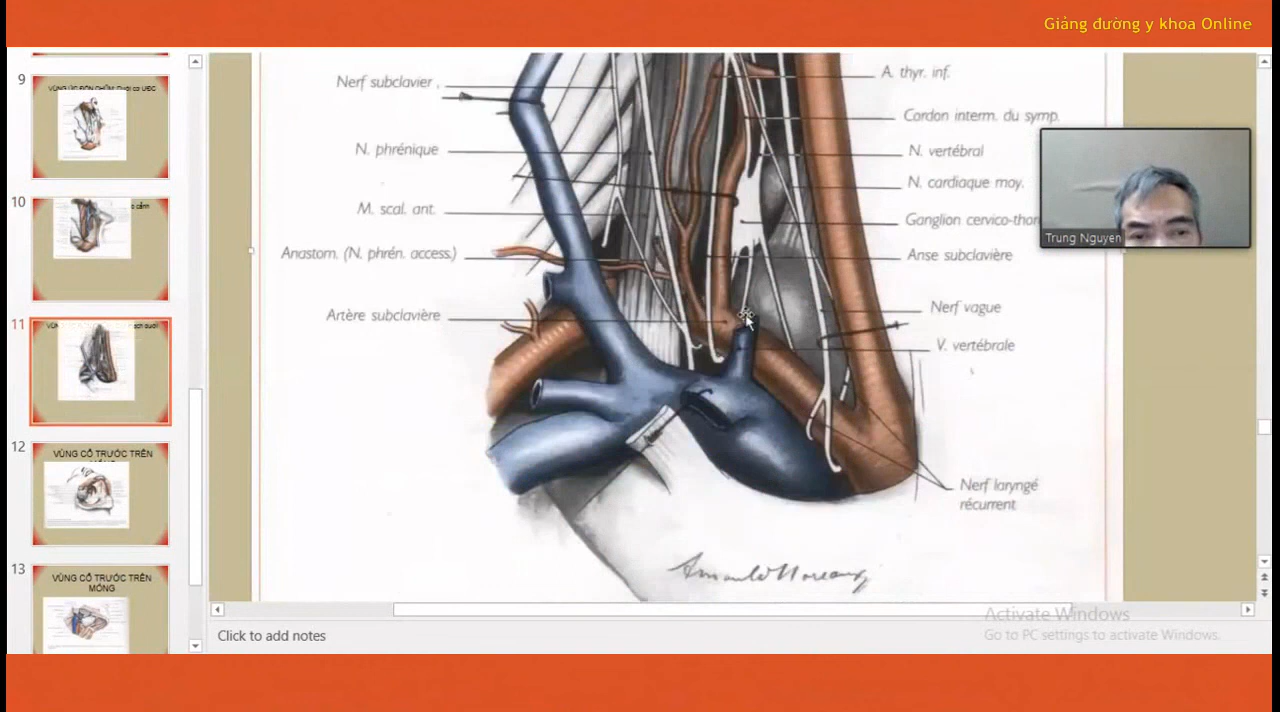 Giảng đường y khoa Online
9
10
11
12
VÙNG CỔ TRƯỚC TRÊN
13
VÙNG CỔ TRƯỚC TRÊN
MÓNG
Nerf subclavier
N. phrénique
M. scal. ant.
Anastom. (N. phrén. access.)
Artère subclavière
A. thyr. inf.
Cordon interm. du symp.
N. vertébral
N. cardiaque moy.
Ganglion
Anse subclavière
Nerf vague
V. vertébrale
Nerf laryngé
récurrent
Trung Nguyen
Click to add notes
Activate Windows
Go to PC settings to activate Windows.